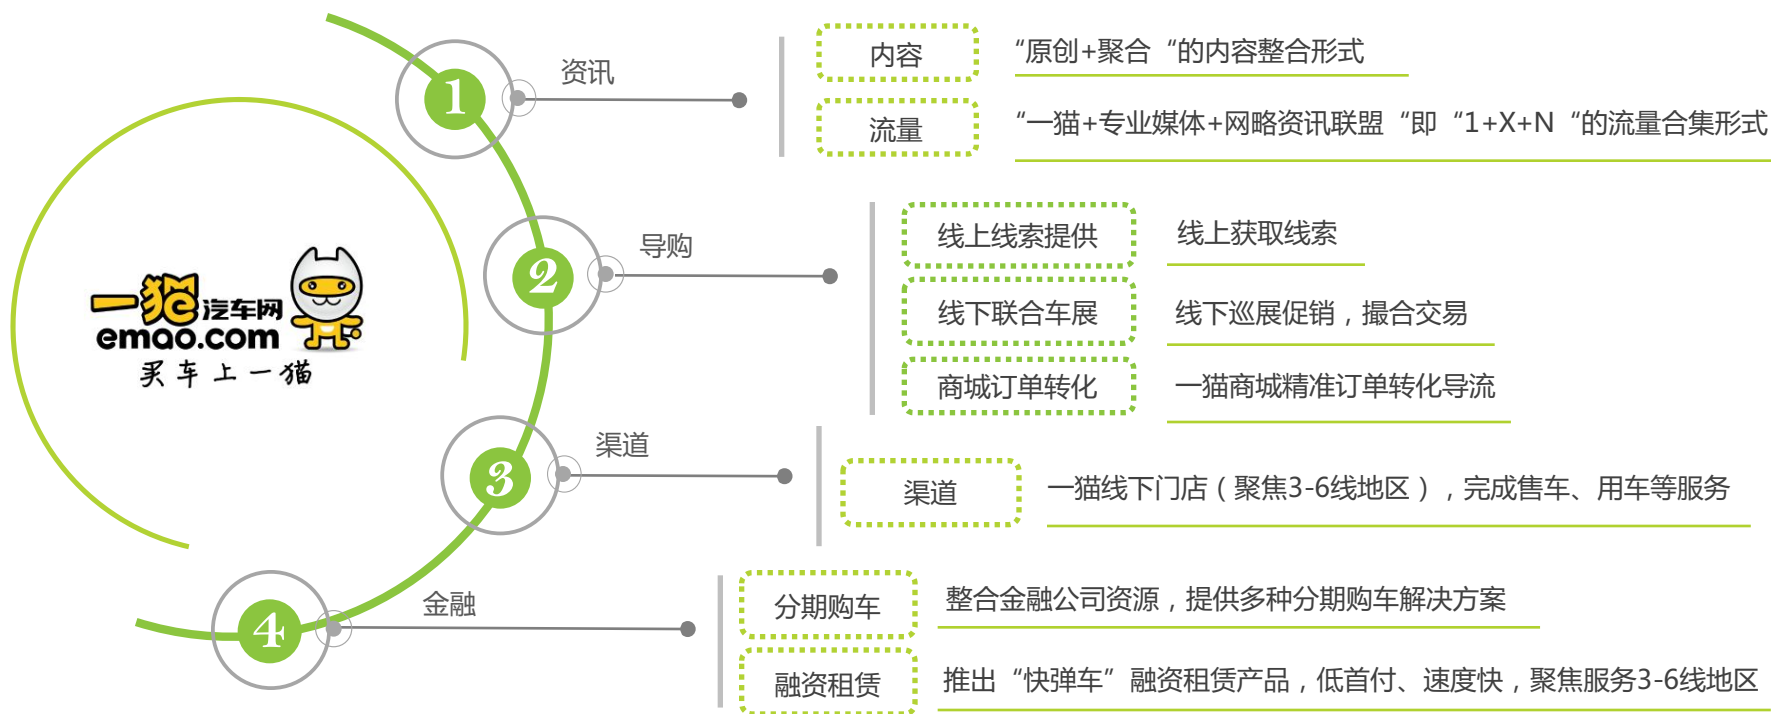 1
资讯
内容
“原创+聚合“的内容整合形式
流量
“一猫+专业媒体+网略资讯联盟“即“1+X+N“的流量合集形式
一猫汽车网
emao.com
买车上一猫
2
导购
线上线索提供
线上获取线索
线下联合车展
线下巡展促销，撮合交易
商城订单转化
一猫商城精准订单转化导流
3
渠道
渠道
一猫线下门店（聚焦3-6线地区），完成售车、用车等服务
4
金融
分期购车
整合金融公司资源，提供多种分期购车解决方案
融资租赁
推出“快弹车”融资租赁产品，低首付、速度快，聚焦服务3-6线地区